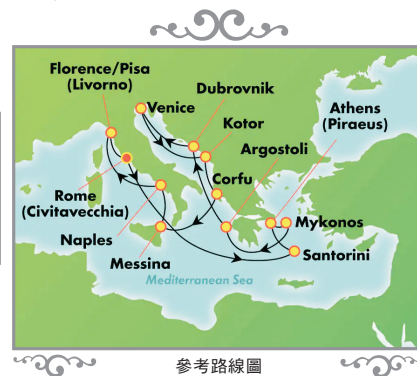 Florence/Pisa
(Livorno)
Venice
Dubrovnik
Kotor
Athens
(Piraeus)
Argostoli
Corfu
Rome
(Civitavecchia)
Mykonos
Naples
Santorini
Messina
Mediterranean Sea
參考路線圖